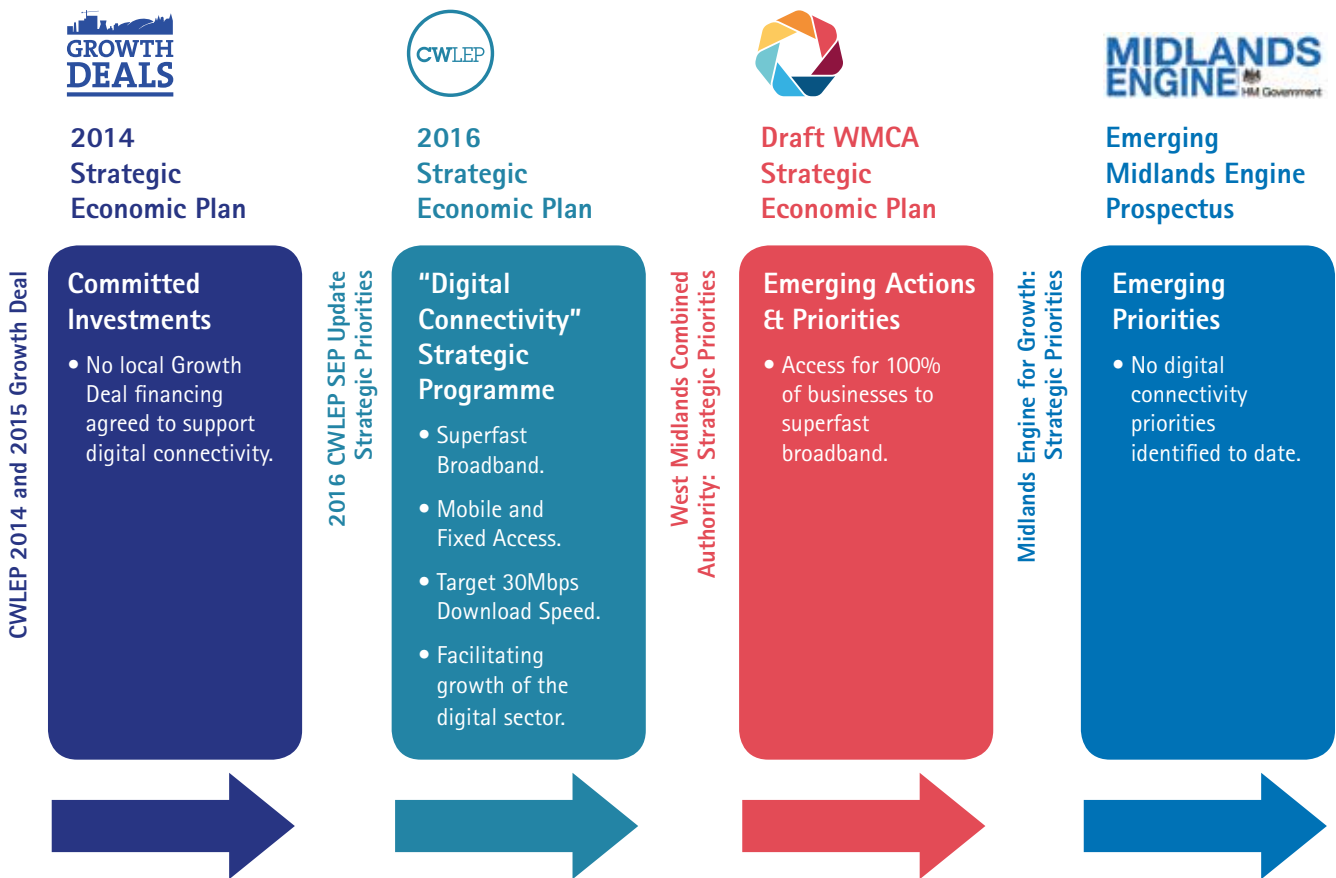 GROWTH
DEALS
2014
Strategic
Economic Plan
CWLEP 2014 and 2015 Growth Deal
Committed
Investments
• No local Growth
Deal financing
agreed to support
digital connectivity.
CWLEP
2016
Strategic
Economic Plan
2016 CWLEP SEP Update
Strategic Priorities
"Digital
Connectivity"
Strategic
Programme
• Superfast
Broadband.
• Mobile and
Fixed Access.
• Target 30Mbps
Download Speed.
• Facilitating
growth of the
digital sector.
Draft WMCA
Strategic
Economic Plan
West Midlands Combined
Authority: Strategic Priorities
Emerging Actions
& Priorities
• Access for 100%
of businesses to
superfast
broadband.
MIDLANDS
ENGINE HM Government
Emerging
Midlands Engine
Prospectus
Midlands Engine for Growth:
Strategic Priorities
Emerging
Priorities
• No digital
connectivity
priorities
identified to date.